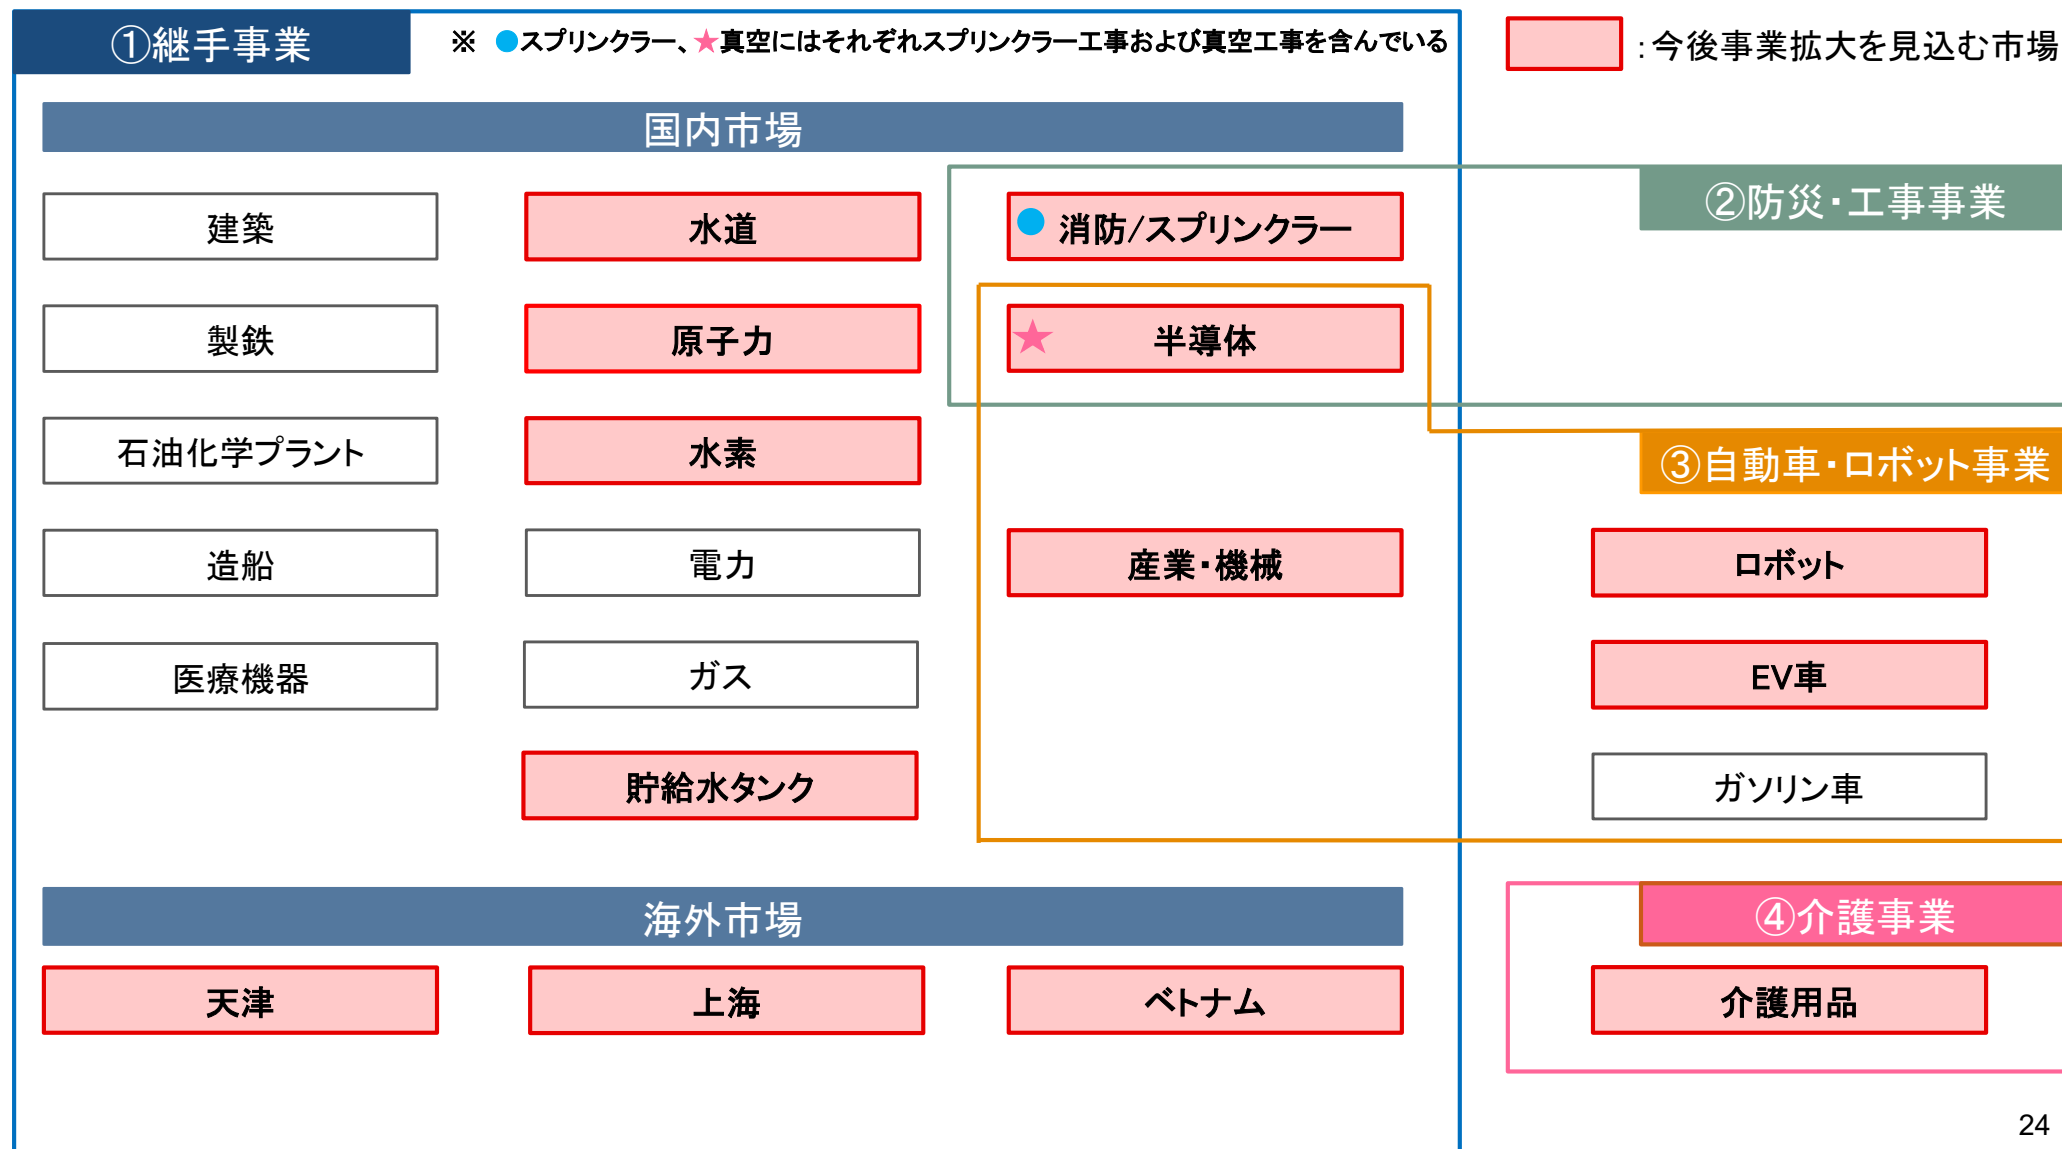 ①継手事業
※ ●スプリンクラー、★真空にはそれぞれスプリンクラー工事および真空工事を含んでいる
：今後事業拡大を見込む市場
国内市場
②防災・工事事業
建築
水道
● 消防/スプリンクラー
製鉄
原子力
★ 半導体
石油化学プラント
水素
③自動車・ロボット事業
造船
電力
産業・機械
ロボット
医療機器
ガス
EV車
貯給水タンク
ガソリン車
海外市場
④介護事業
天津
上海
ベトナム
介護用品
24